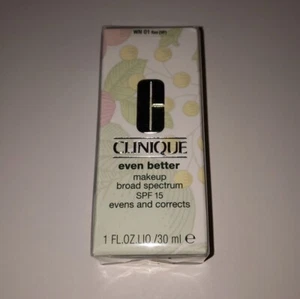 CLINIQUE
even better
makeup
broad spectrum
SPF 15
evens and corrects
1 FL.OZ.LIQ/30 ml e